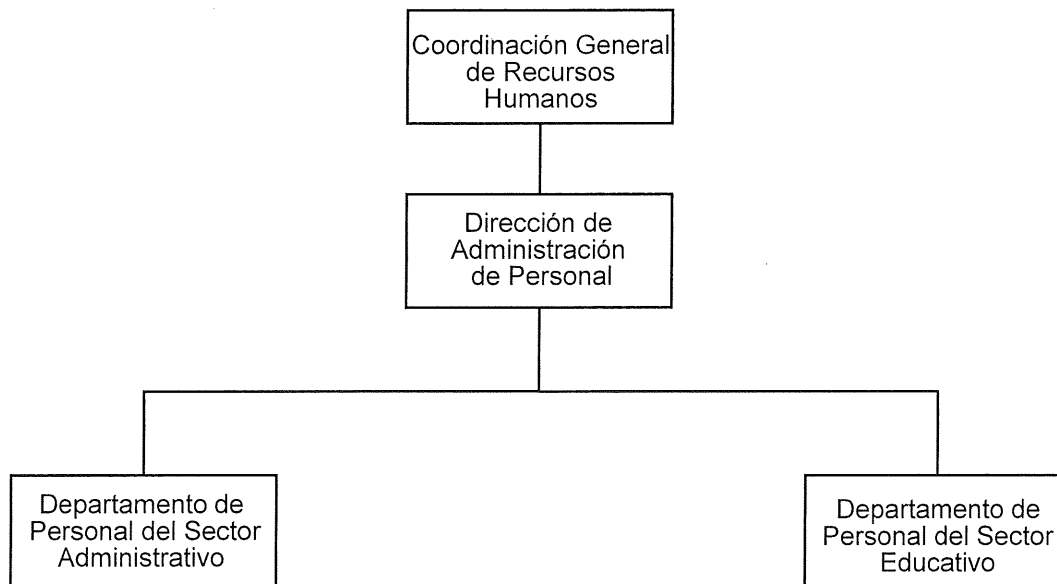 Coordinación General
de Recursos
Humanos
Dirección de
Administración
de Personal
Departamento de
Personal del Sector
Administrativo
Departamento de
Personal del Sector
Educativo